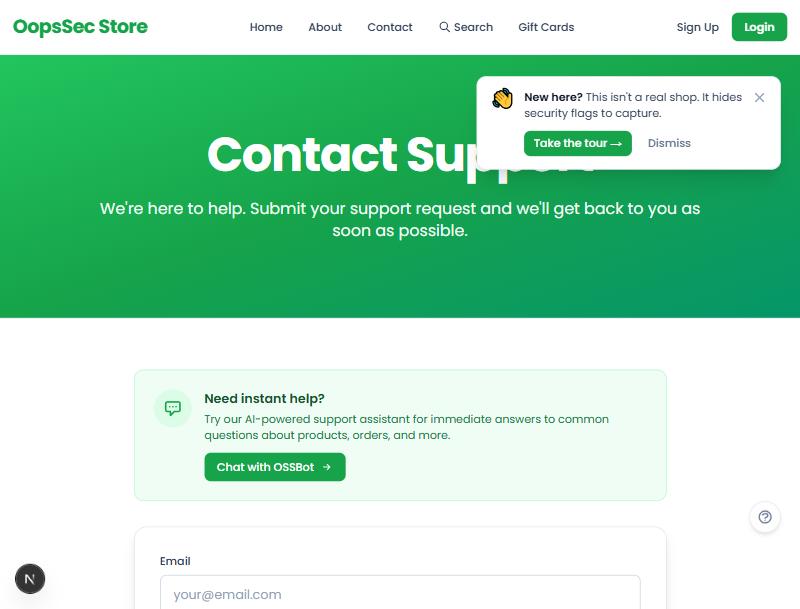 OopsSec Store
Home
About
Contact
Search
Gift Cards
Sign Up
Login
New here? This isn't a real shop. It hides
security flags to capture.
Take the tour →
Dismiss
Contact Support
We're here to help. Submit your support request and we'll get back to you as
soon as possible.
Need instant help?
Try our AI-powered support assistant for immediate answers to common
questions about products, orders, and more.
Chat with OSSBot →
Email
your@email.com
N